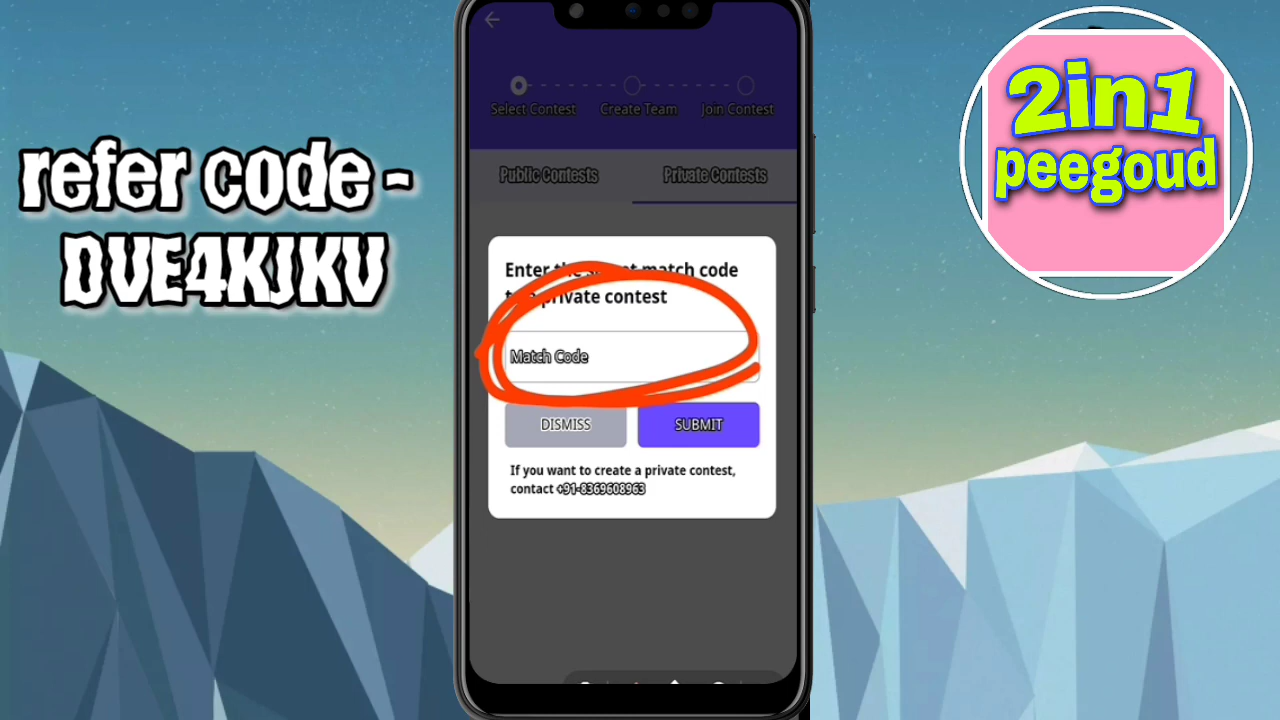 refer code -
DVE4KJKV
2in1
peegoud
Select Contest
Create Team
Join Contest
Public Contests
Private Contests
Enter the secret match code
private contest
Match Code
DISMISS
SUBMIT
If you want to create a private contest,
contact +91-8369608963